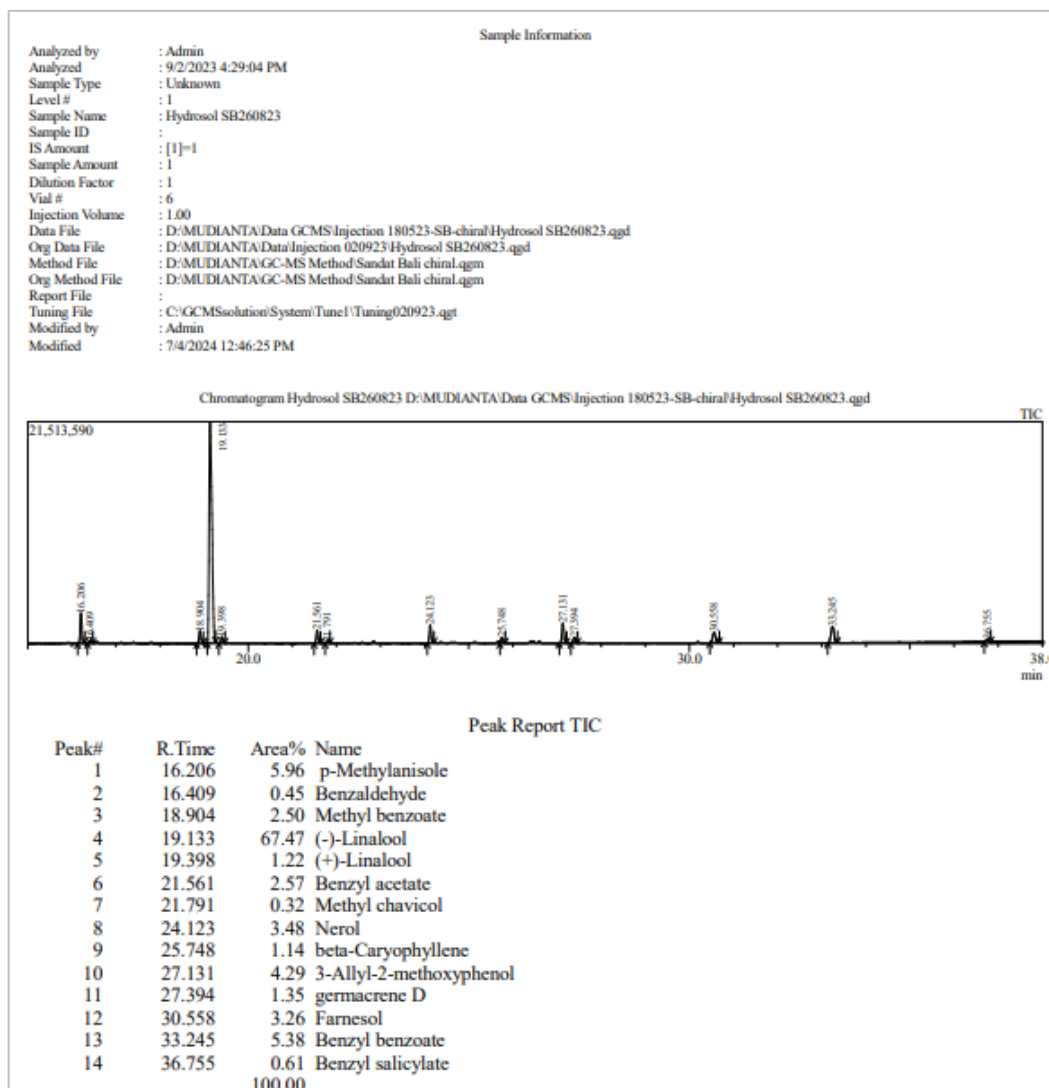 Sample Information
Analyzed by : Admin
Analyzed : 9/2/2023 4:29:04 PM
Sample Type : Unknown
Level # : 1
Sample Name : Hydrosol SB260823
Sample ID :
IS Amount : [1]=1
Sample Amount : 1
Dilution Factor : 1
Vial # : 6
Injection Volume : 1.00
Data File : D:\MUDIANTA\Data GCMS\Injection 180523-SB-chiral\Hydrosol SB260823.qgd
Org Data File : D:\MUDIANTA\Data\Injection 020923\Hydrosol SB260823.qgd
Method File : D:\MUDIANTA\GC-MS Method\Sandat Bali chiral.qgm
Org Method File : D:\MUDIANTA\GC-MS Method\Sandat Bali chiral.qgm
Report File :
Tuning File : C:\GCMSsolution\System\Tune1\Tuning020923.qgt
Modified by : Admin
Modified : 7/4/2024 12:46:25 PM
Chromatogram Hydrosol SB260823 D:\MUDIANTA\Data GCMS\Injection 180523-SB-chiral\Hydrosol SB260823.qgd
TIC
21,513,590
16.206
18.904
19.133
19.398
21.561
24.123
25.748
27.131
27.394
30.558
33.245
20.0 30.0 38.0
min
Peak Report TIC
Peak# R.Time Area% Name
1 16.206 5.96 p-Methylanisole
2 16.409 0.45 Benzaldehyde
3 18.904 2.50 Methyl benzoate
4 19.133 67.47 (-)-Linalool
5 19.398 1.22 (+)-Linalool
6 21.561 2.57 Benzyl acetate
7 21.791 0.32 Methyl chavicol
8 24.123 3.48 Nerol
9 25.748 1.14 beta-Caryophyllene
10 27.131 4.29 3-Allyl-2-methoxyphenol
11 27.394 1.35 germacrene D
12 30.558 3.26 Farnesol
13 33.245 5.38 Benzyl benzoate
14 36.755 0.61 Benzyl salicylate
100.00